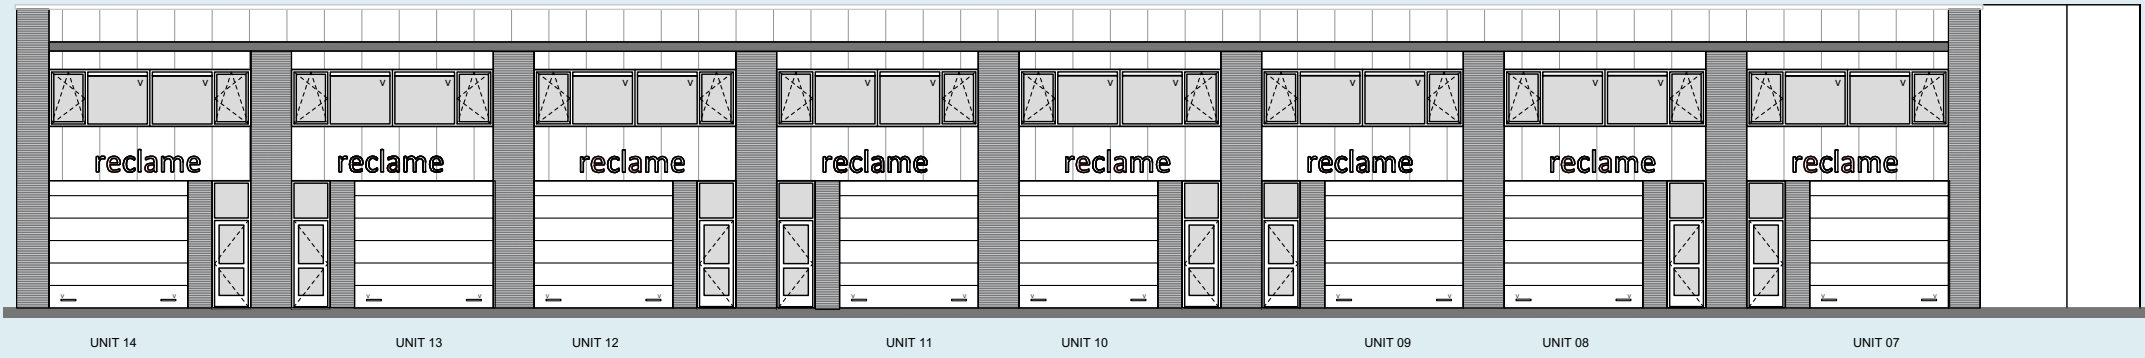 v v v v v v v v v v v v v v v v
reclame reclame reclame reclame reclame reclame reclame reclame
v v v v v v v v v v v v v v v v
UNIT 14 UNIT 13 UNIT 12 UNIT 11 UNIT 10 UNIT 09 UNIT 08 UNIT 07